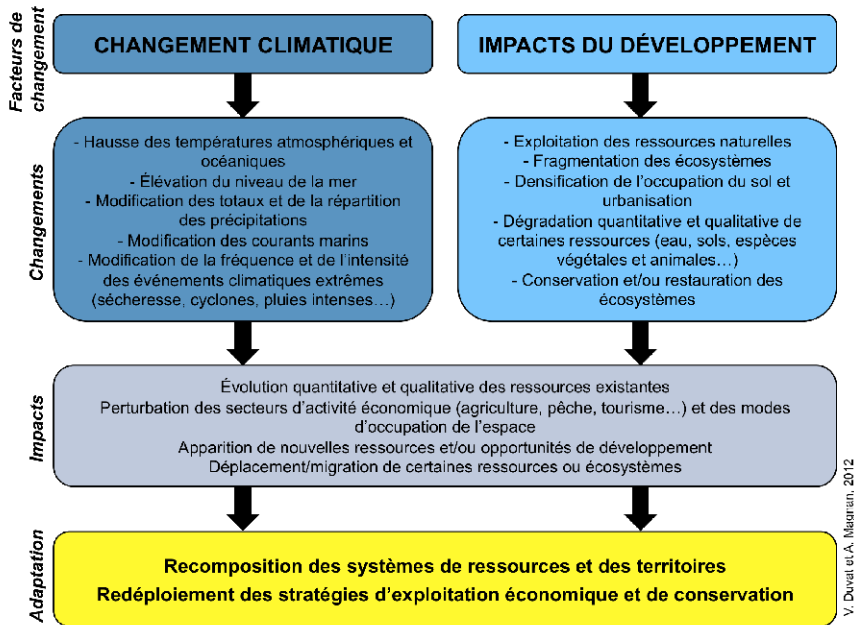 Facteurs de
changement
CHANGEMENT CLIMATIQUE
IMPACTS DU DÉVELOPPEMENT
Changements
- Hausse des températures atmosphériques et
océaniques
- Élévation du niveau de la mer
- Modification des totaux et de la répartition
des précipitations
- Modification des courants marins
- Modification de la fréquence et de l'intensité
des événements climatiques extrêmes
(sécheresse, cyclones, pluies intenses…)
- Exploitation des ressources naturelles
- Fragmentation des écosystèmes
- Densification de l'occupation du sol et
urbanisation
- Dégradation quantitative et qualitative de
certaines ressources (eau, sols, espèces
végétales et animales…)
- Conservation et/ou restauration des
écosystèmes
Impacts
Évolution quantitative et qualitative des ressources existantes
Perturbation des secteurs d'activité économique (agriculture, pêche, tourisme…) et des modes
d'occupation de l'espace
Apparition de nouvelles ressources et/ou opportunités de développement
Déplacement/migration de certaines ressources ou écosystèmes
Adaptation
Recomposition des systèmes de ressources et des territoires
Redéploiement des stratégies d'exploitation économique et de conservation
V. Duvat et A. Magnan, 2012